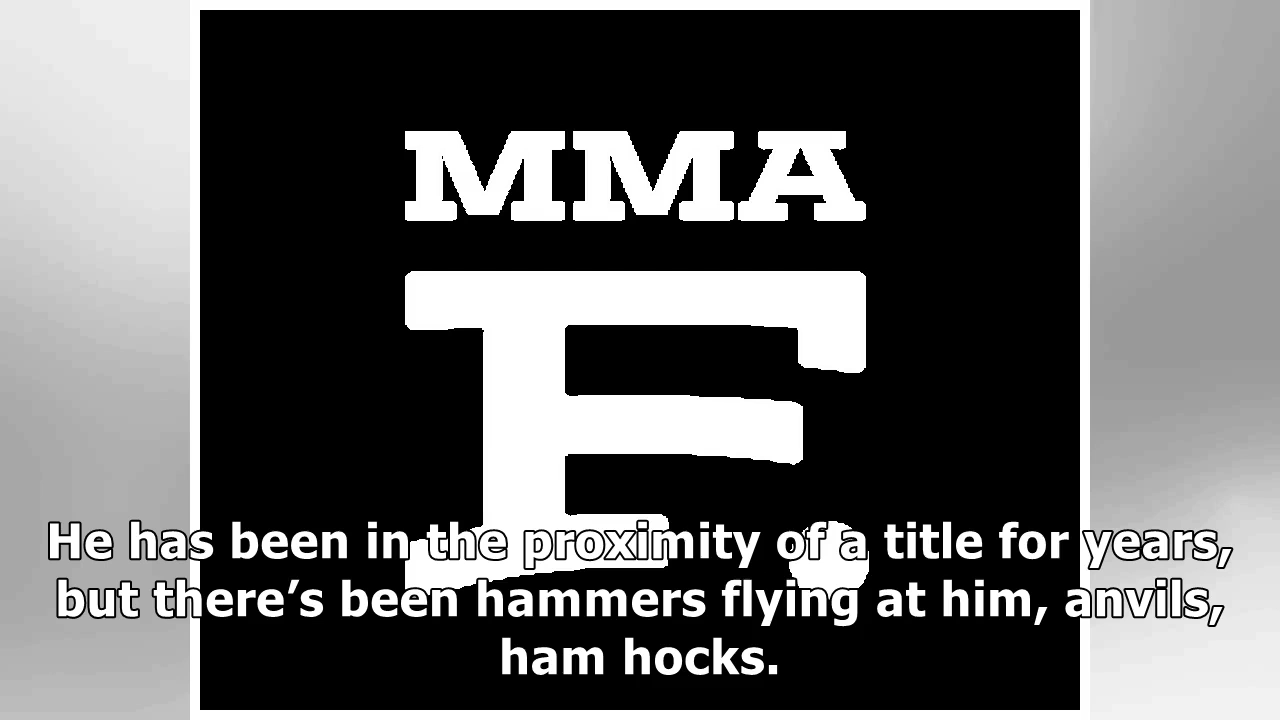 MMA
F.
He has been in the proximity of a title for years,
but there’s been hammers flying at him, anvils,
ham hocks.